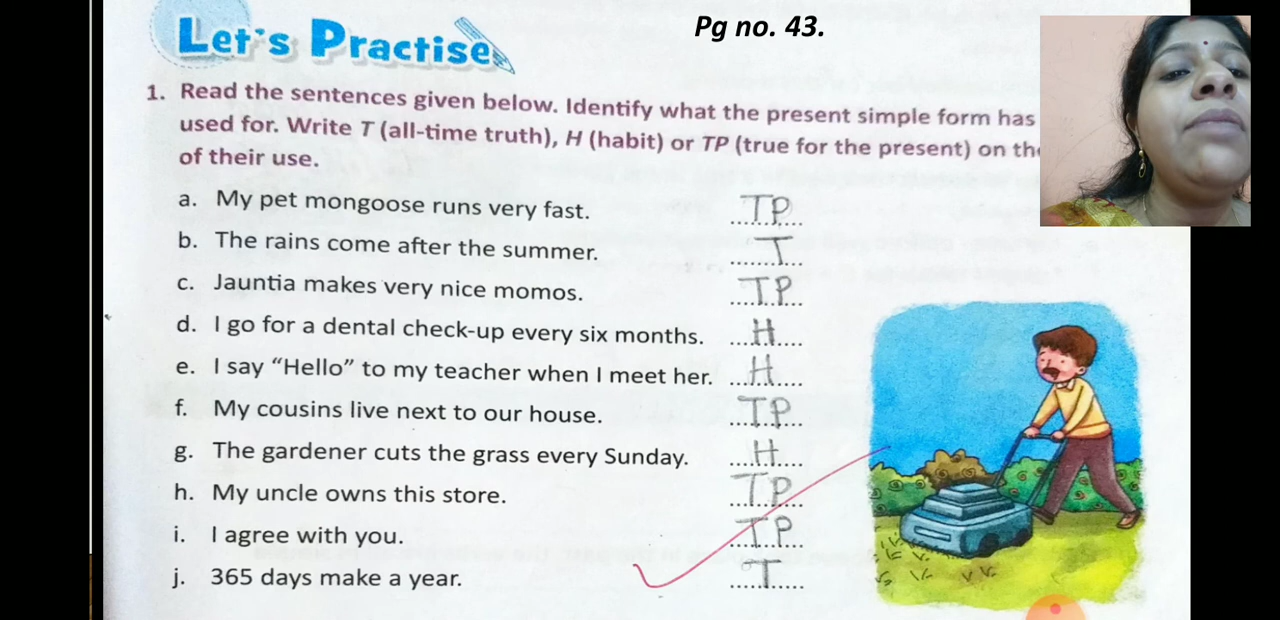 Pg no. 43.
Let's Practise
1. Read the sentences given below. Identify what the present simple form has
used for. Write T (all-time truth), H (habit) or TP (true for the present) on the
of their use.
a. My pet mongoose runs very fast. TP
b. The rains come after the summer. T
c. Jauntia makes very nice momos. TP
d. I go for a dental check-up every six months. H
e. I say “Hello” to my teacher when I meet her. H
f. My cousins live next to our house. TP
g. The gardener cuts the grass every Sunday. H
h. My uncle owns this store. TP
i. I agree with you. TP
j. 365 days make a year. T